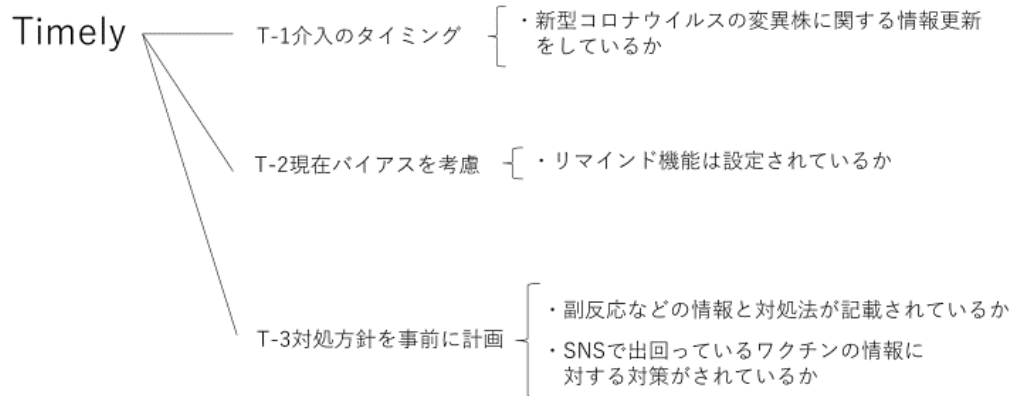 Timely
T-1介入のタイミング
・新型コロナウイルスの変異株に関する情報更新
をしているか
T-2現在バイアスを考慮
・リマインド機能は設定されているか
T-3対処方針を事前に計画
・副反応などの情報と対処法が記載されているか
・SNSで出回っているワクチンの情報に
対する対策がされているか